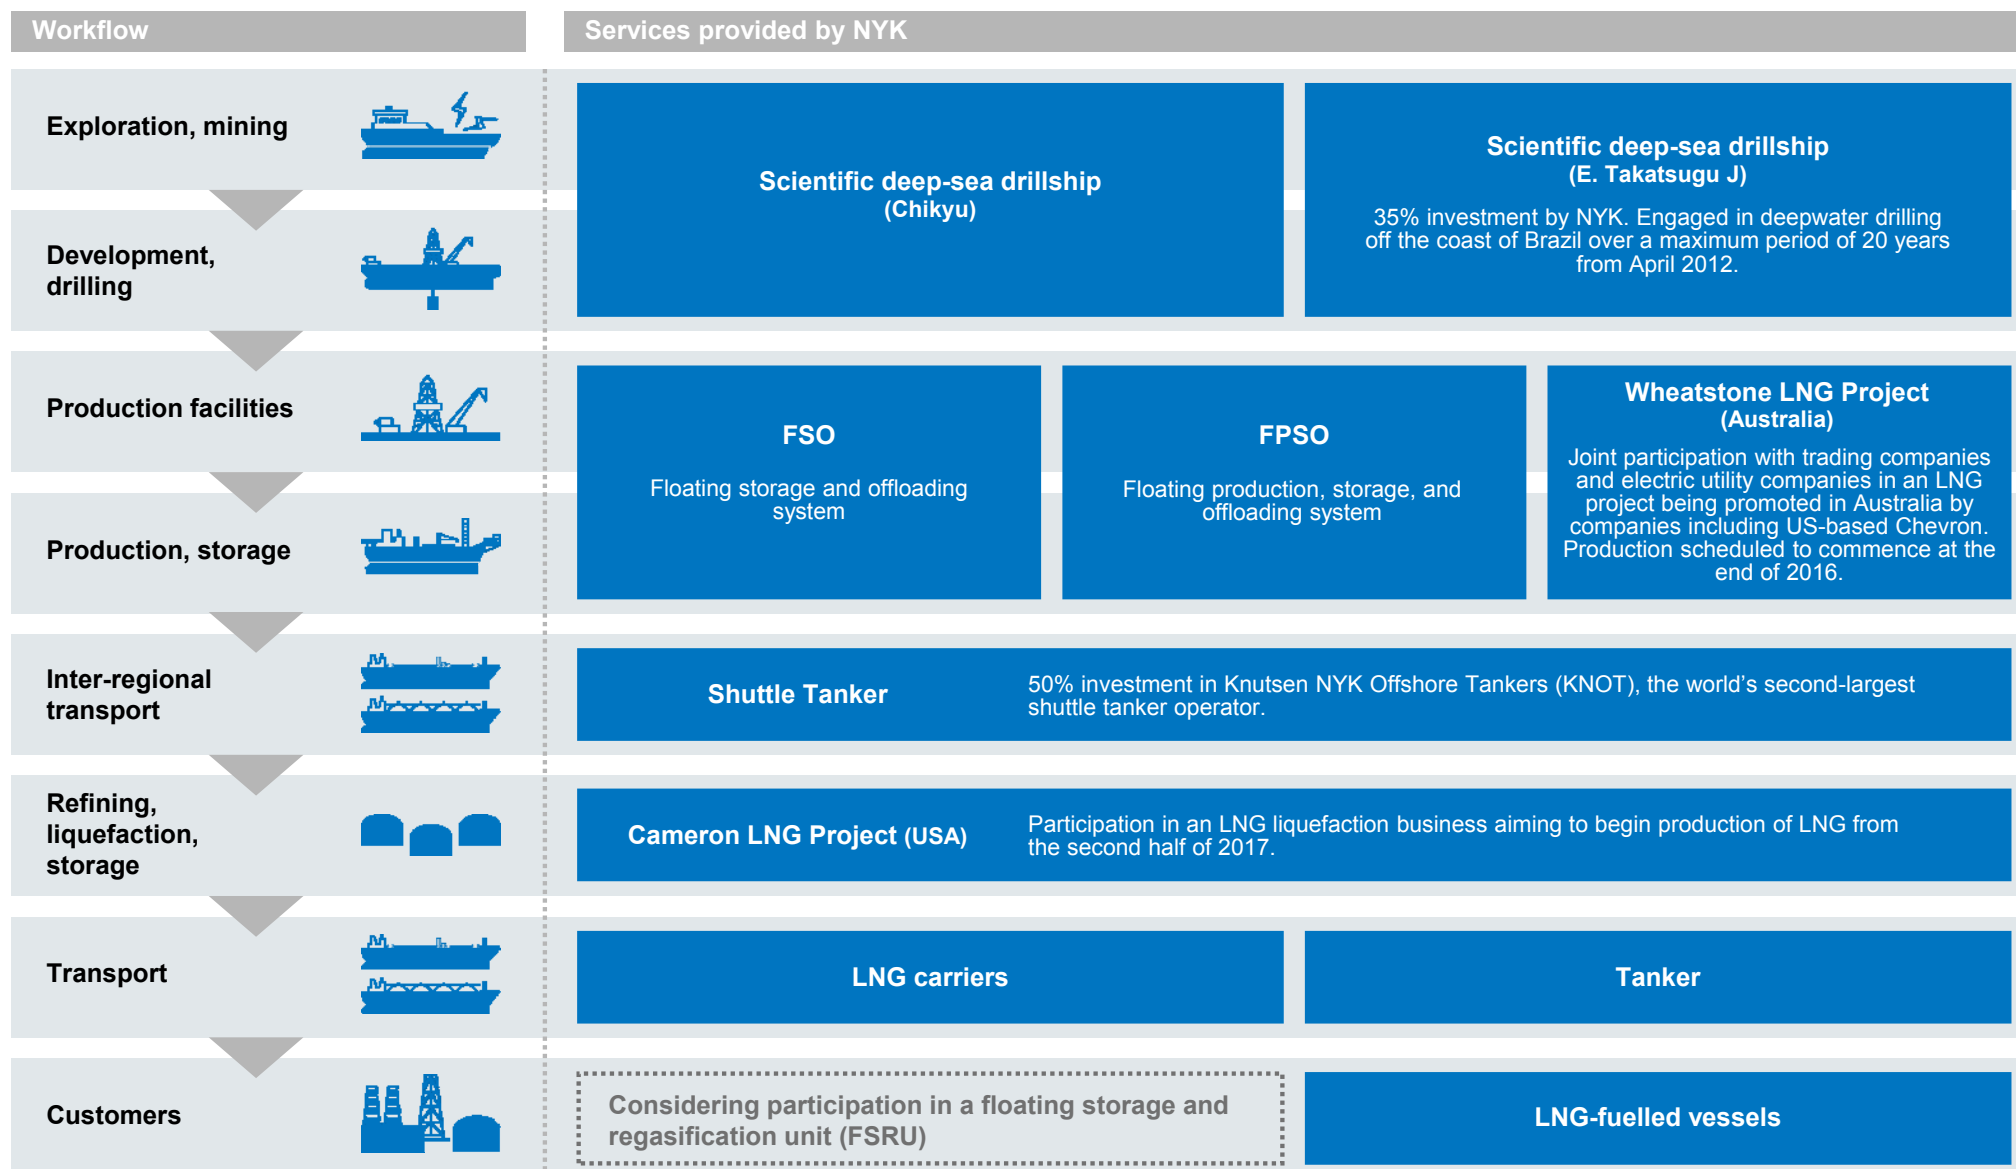 Workflow
Services provided by NYK
Exploration, mining
Development,
drilling
Scientific deep-sea drillship
(Chikyu)
Scientific deep-sea drillship
(E. Takatsugu J)
35% investment by NYK. Engaged in deepwater drilling
off the coast of Brazil over a maximum period of 20 years
from April 2012.
Production facilities
Production, storage
FSO
Floating storage and offloading
system
FPSO
Floating production, storage, and
offloading system
Wheatstone LNG Project
(Australia)
Joint participation with trading companies
and electric utility companies in an LNG
project being promoted in Australia by
companies including US-based Chevron.
Production scheduled to commence at the
end of 2016.
Inter-regional
transport
Shuttle Tanker
50% investment in Knutsen NYK Offshore Tankers (KNOT), the world’s second-largest
shuttle tanker operator.
Refining,
liquefaction,
storage
Cameron LNG Project (USA)
Participation in an LNG liquefaction business aiming to begin production of LNG from
the second half of 2017.
Transport
LNG carriers
Tanker
Customers
Considering participation in a floating storage and
regasification unit (FSRU)
LNG-fuelled vessels